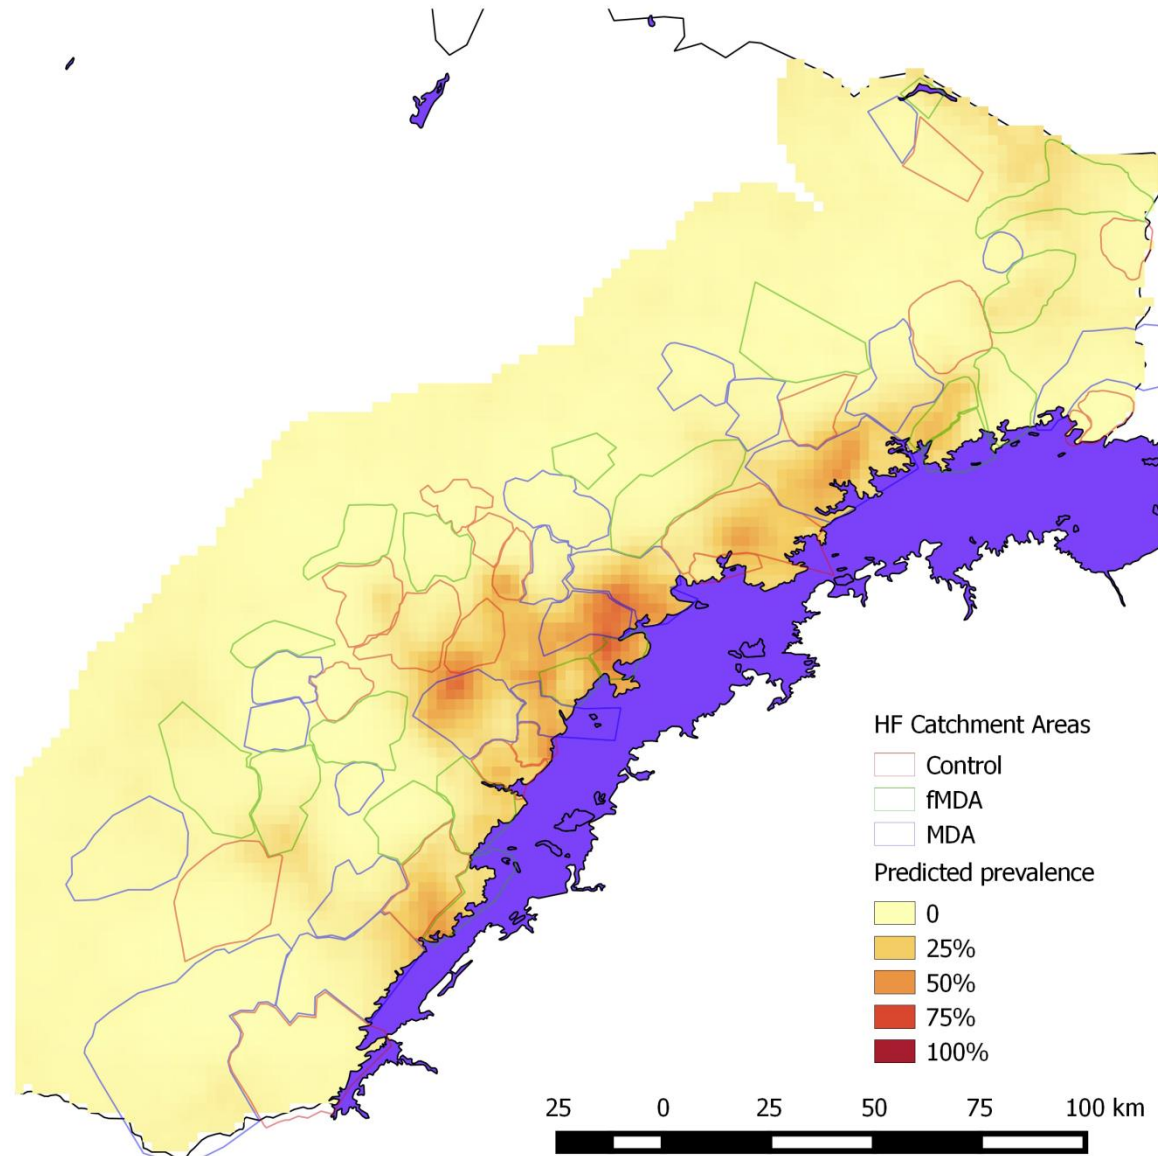 HF Catchment Areas
Control
fMDA
MDA
Predicted prevalence
0
25%
50%
75%
100%
25 0 25 50 75 100 km